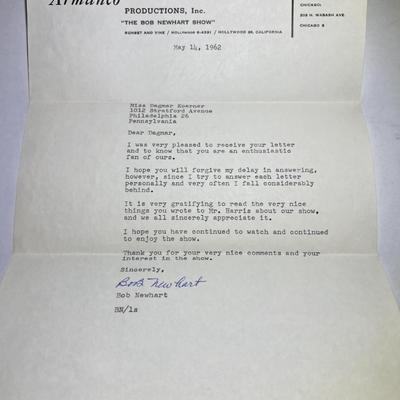 Armanco
PRODUCTIONS, Inc.
"THE BOB NEWHART SHOW"
SUNSET AND VINE / HOLLYWOOD 9-4331 / HOLLYWOOD 28, CALIFORNIA
CHICAGO:
203 N. WABASH AVE.
CHICAGO
May 14, 1962
Miss Dagmar Koerner
1012 Stratford Avenue
Philadelphia 26
Pennsylvania
Dear Dagmar,
I was very pleased to receive your letter
and to know that you are an enthusiastic
fan of ours.
I hope you will forgive my delay in answering,
however, since I try to answer each letter
personally and very often I fall considerably
behind.
It is very gratifying to read the very nice
things you wrote to Mr. Harris about our show,
and we all sincerely appreciate it.
I hope you have continued to watch and continued
to enjoy the show.
Thank you for your very nice comments and your
interest in the show.
Sincerely,
Bob Newhart
Bob Newhart
BN/ls